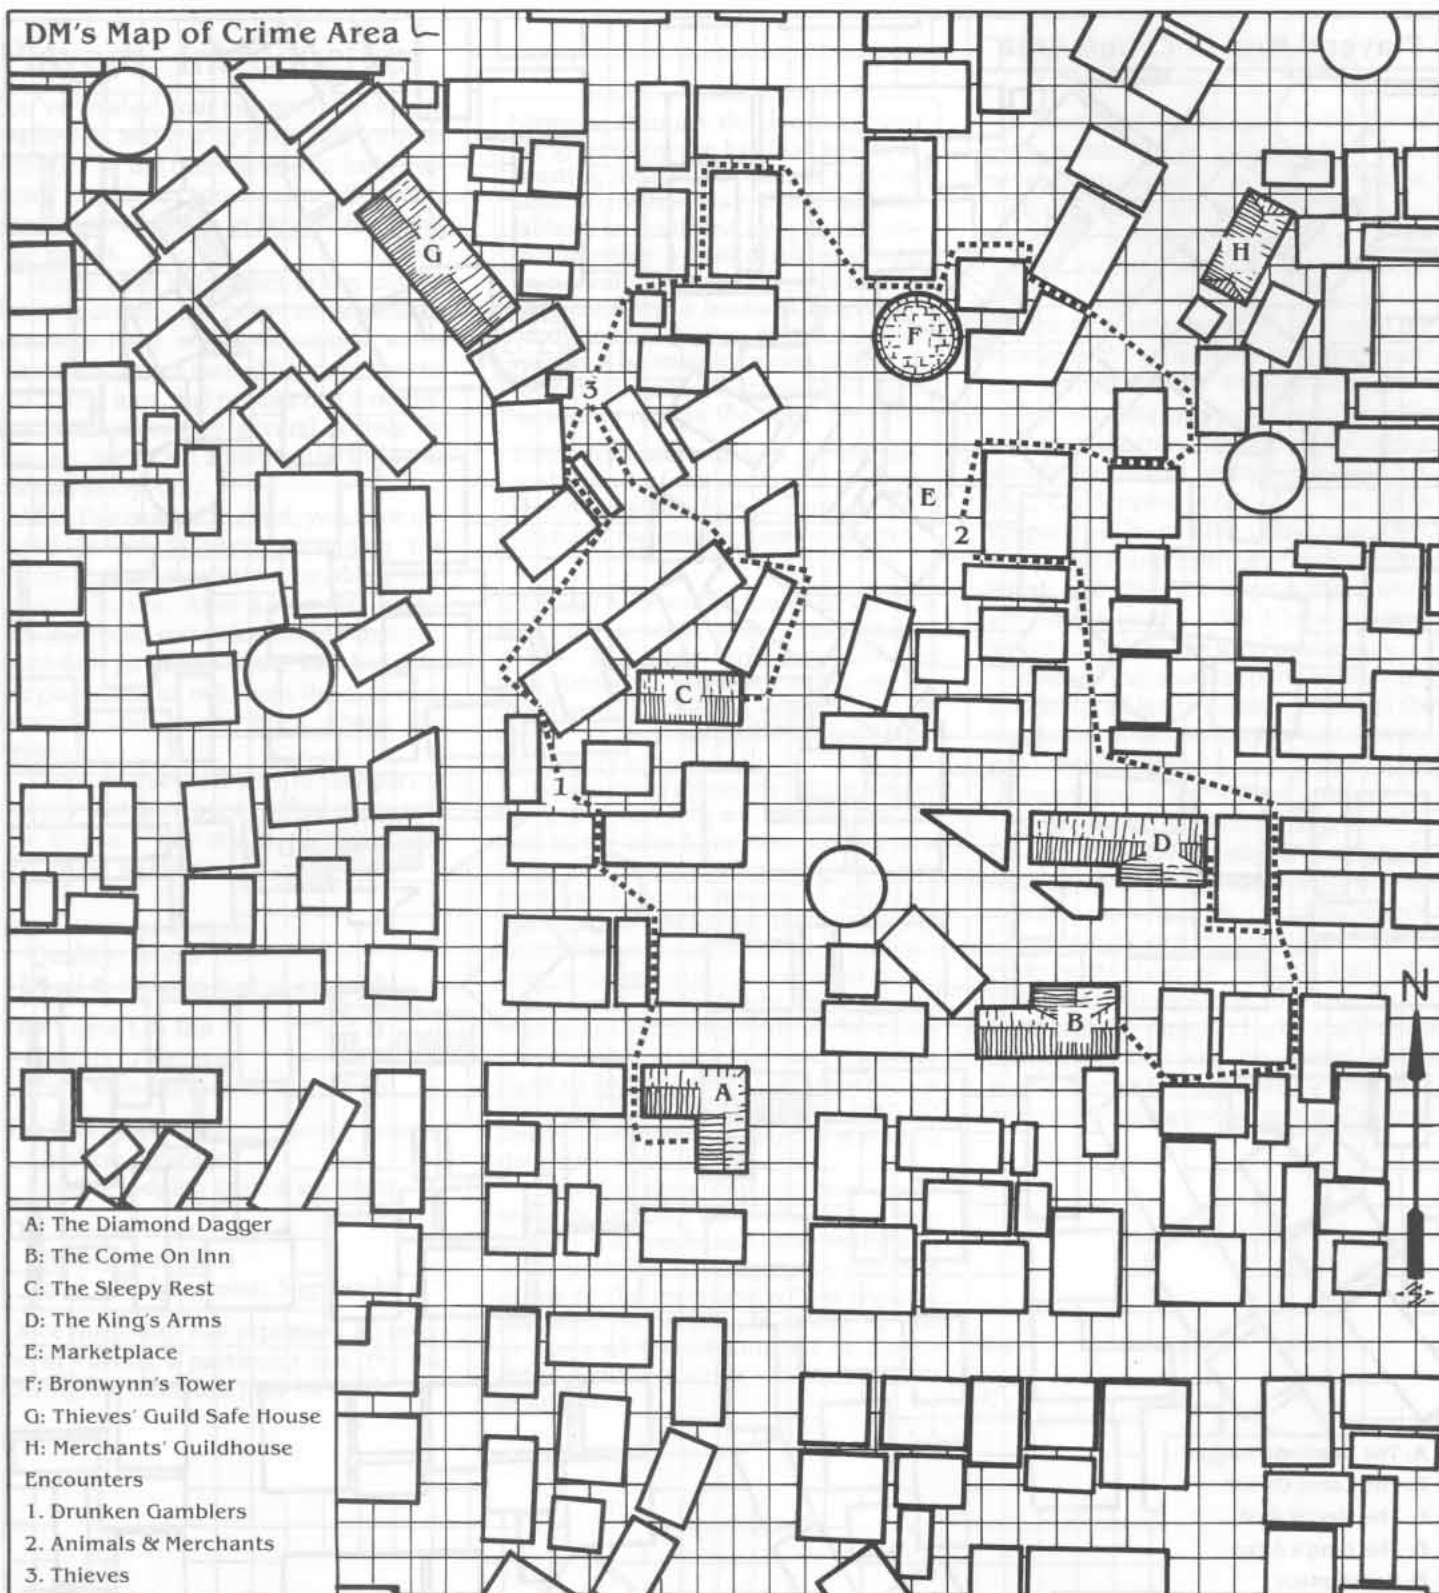 DM's Map of Crime Area
G
H
F
3
E
2
C
1
D
N
B
A
A: The Diamond Dagger
B: The Come On Inn
C: The Sleepy Rest
D: The King's Arms
E: Marketplace
F: Bronwynn's Tower
G: Thieves' Guild Safe House
H: Merchants' Guildhouse
Encounters
1. Drunken Gamblers
2. Animals & Merchants
3. Thieves